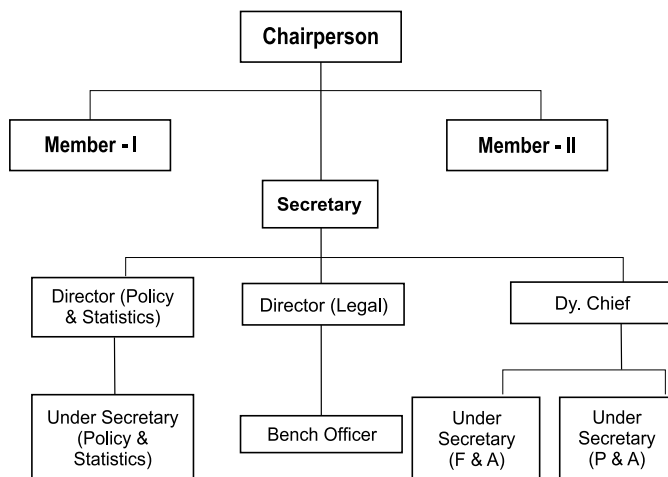 Chairperson
Member - I
Member - II
Secretary
Director (Policy
& Statistics)
Director (Legal)
Dy. Chief
Under Secretary
(Policy &
Statistics)
Bench Officer
Under
Secretary
(F & A)
Under
Secretary
(P & A)